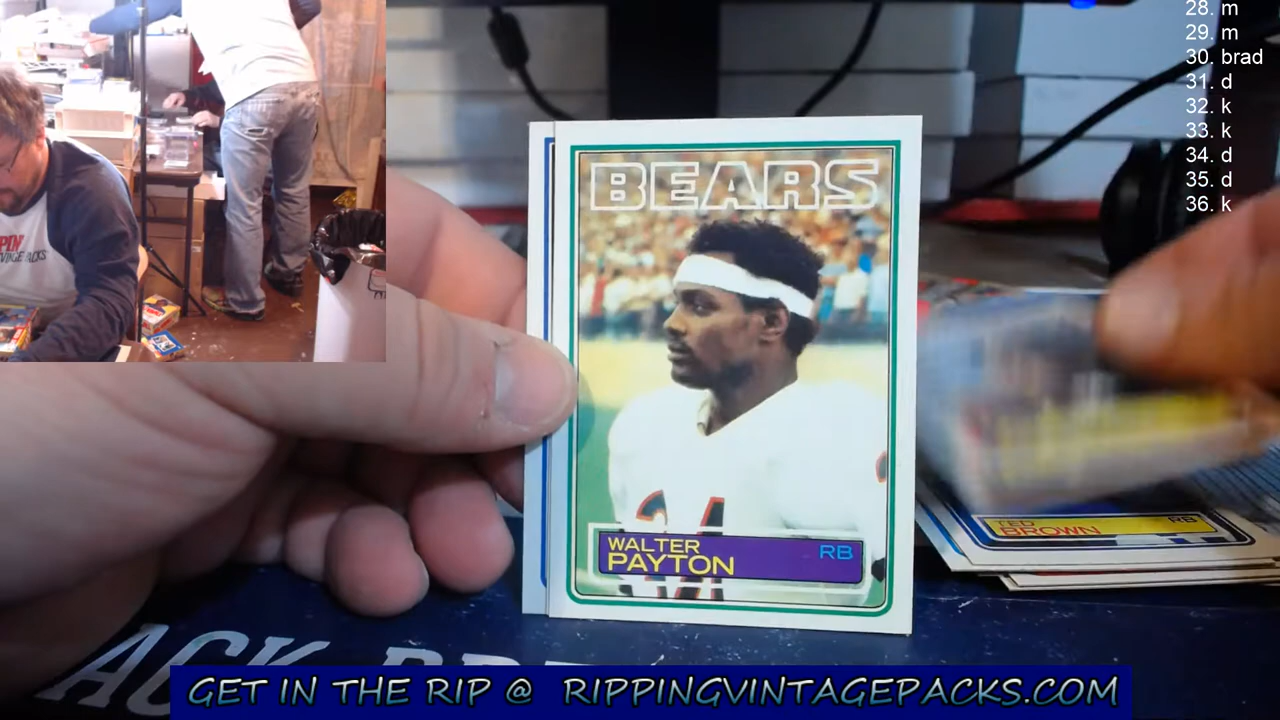 28. m
29. m
30. brad
31. d
32. k
33. k
34. d
35. d
36. k
BEARS
WALTER
PAYTON
RB
TED
BROWN
RB
GET IN THE RIP @ RIPPINGVINTAGEPACKS.COM